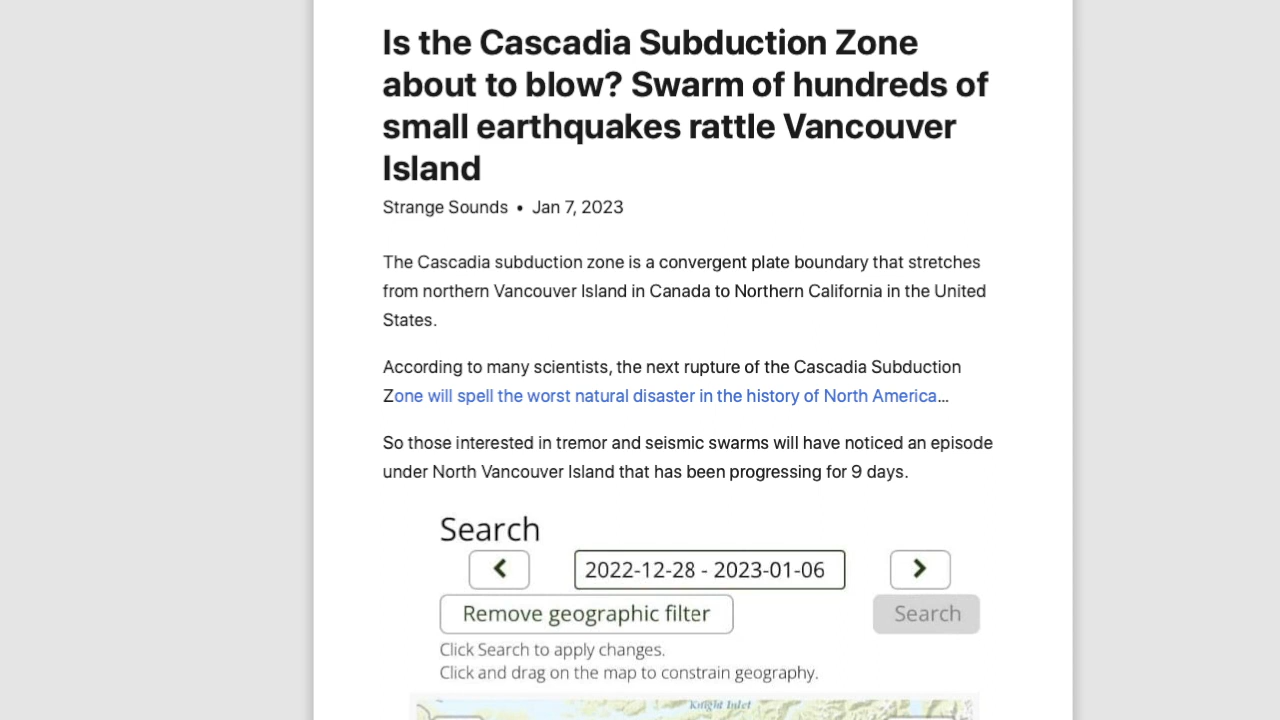 Is the Cascadia Subduction Zone
about to blow? Swarm of hundreds of
small earthquakes rattle Vancouver
Island
Strange Sounds • Jan 7, 2023
The Cascadia subduction zone is a convergent plate boundary that stretches
from northern Vancouver Island in Canada to Northern California in the United
States.
According to many scientists, the next rupture of the Cascadia Subduction
Zone will spell the worst natural disaster in the history of North America…
So those interested in tremor and seismic swarms will have noticed an episode
under North Vancouver Island that has been progressing for 9 days.
Search
2022-12-28 - 2023-01-06
Remove geographic filter Search
Click Search to apply changes.
Click and drag on the map to constrain geography.
Knight Inlet